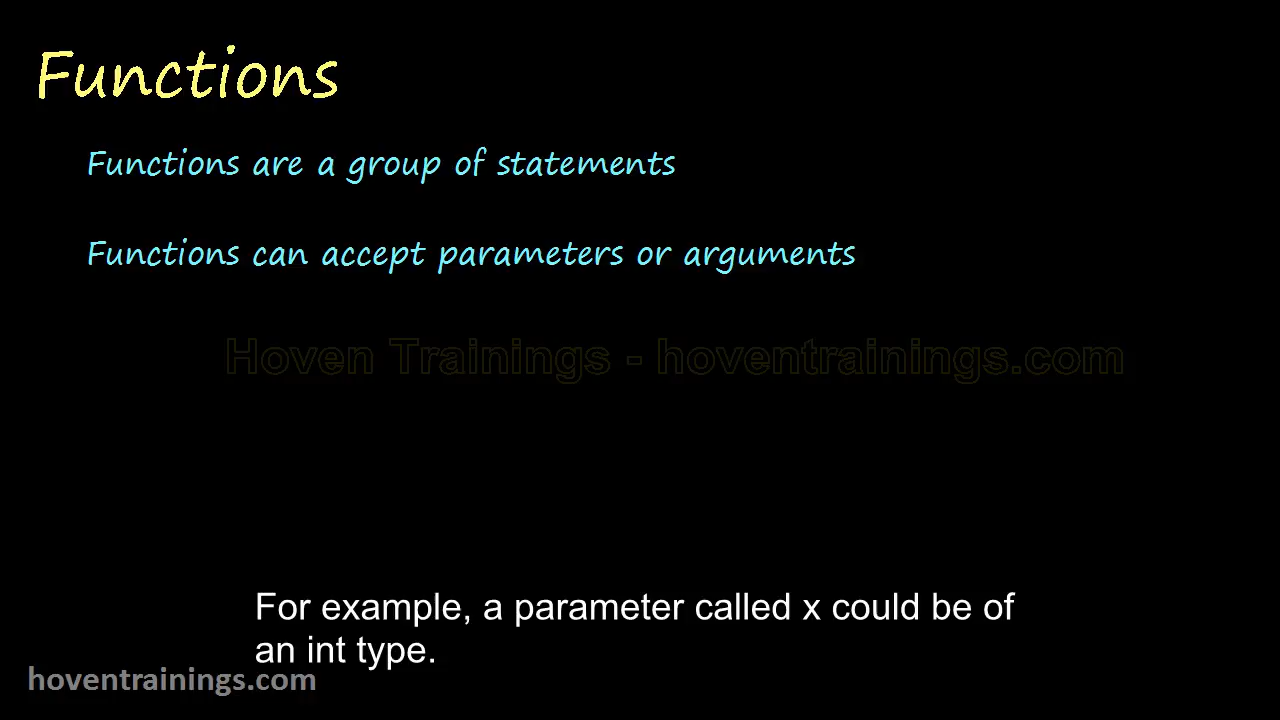 Functions
Functions are a group of statements
Functions can accept parameters or arguments
Hoven Trainings - hoventrainings.com
For example, a parameter called x could be of
an int type.
hoventrainings.com